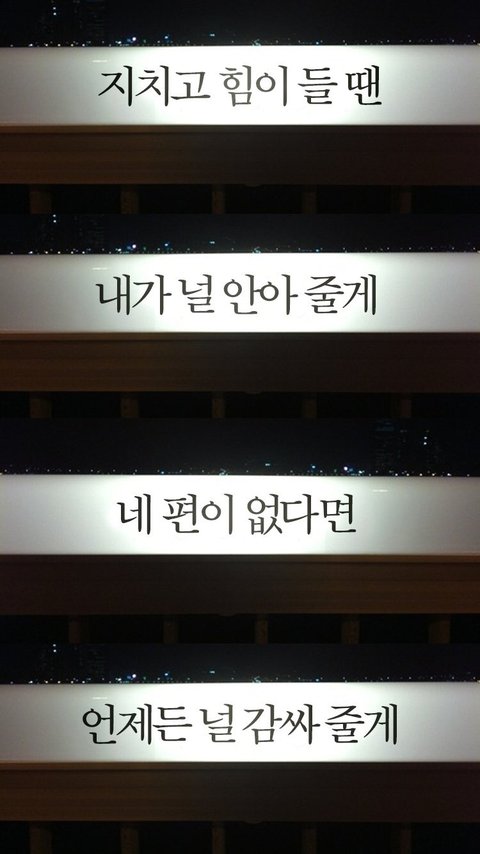 지치고 힘이 들 땐
내가 널 안아 줄게
네 편이 없다면
언제든 널 감싸 줄게